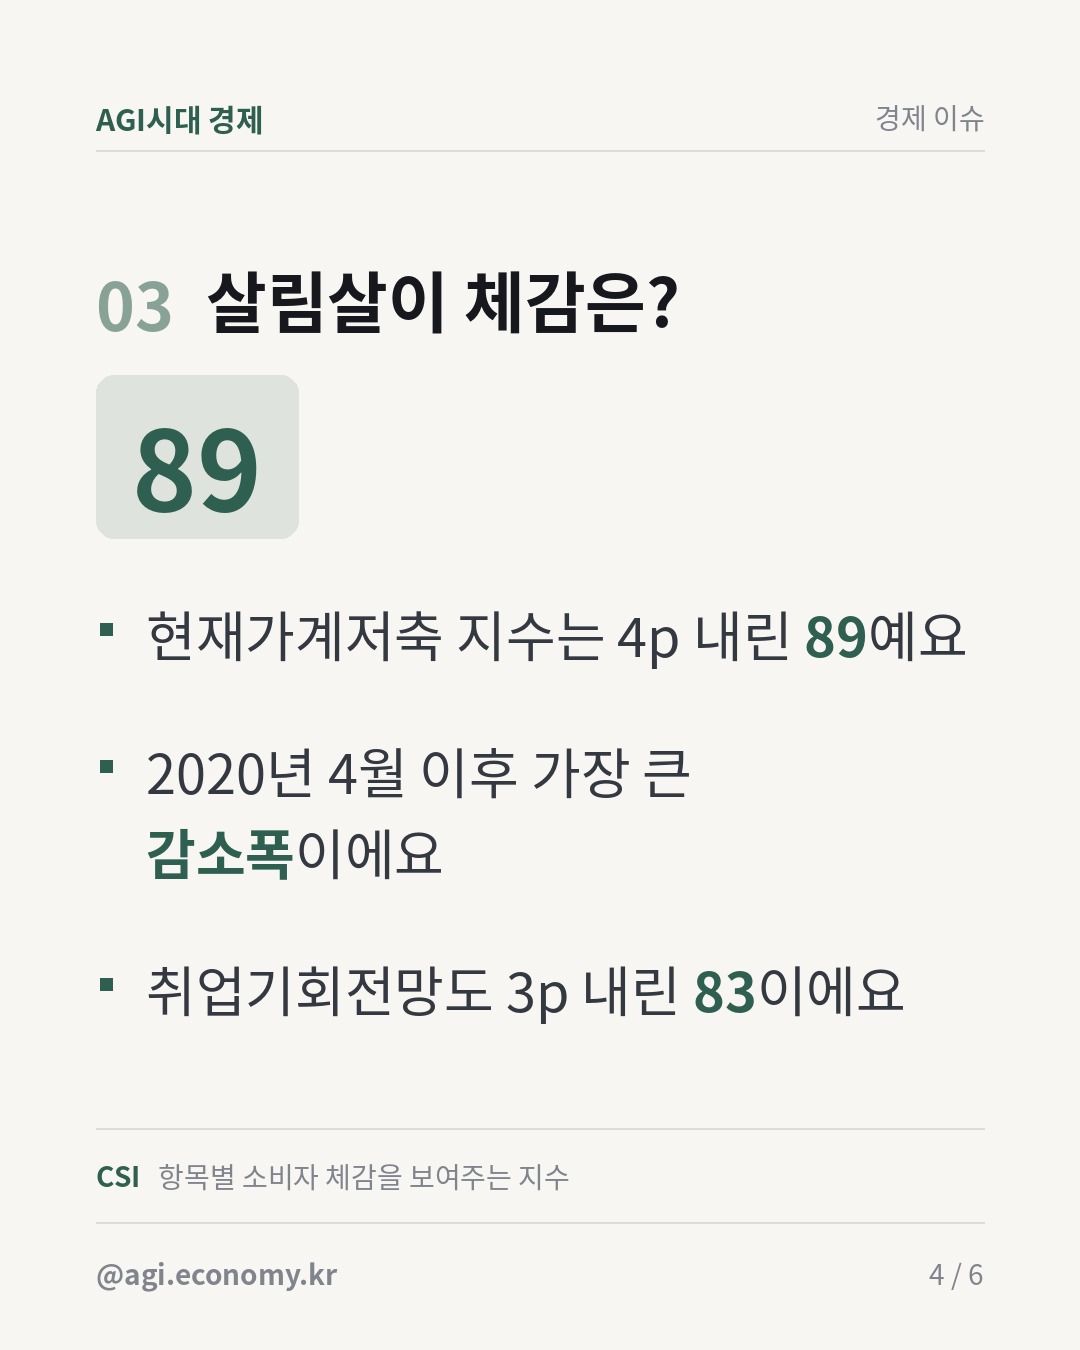 AGI시대 경제
경제 이슈
03 살림살이 체감은?
89
▪ 현재가계저축 지수는 4p 내린 89예요
▪ 2020년 4월 이후 가장 큰
감소폭이에요
▪ 취업기회전망도 3p 내린 83이에요
CSI 항목별 소비자 체감을 보여주는 지수
@agi.economy.kr
4 / 6